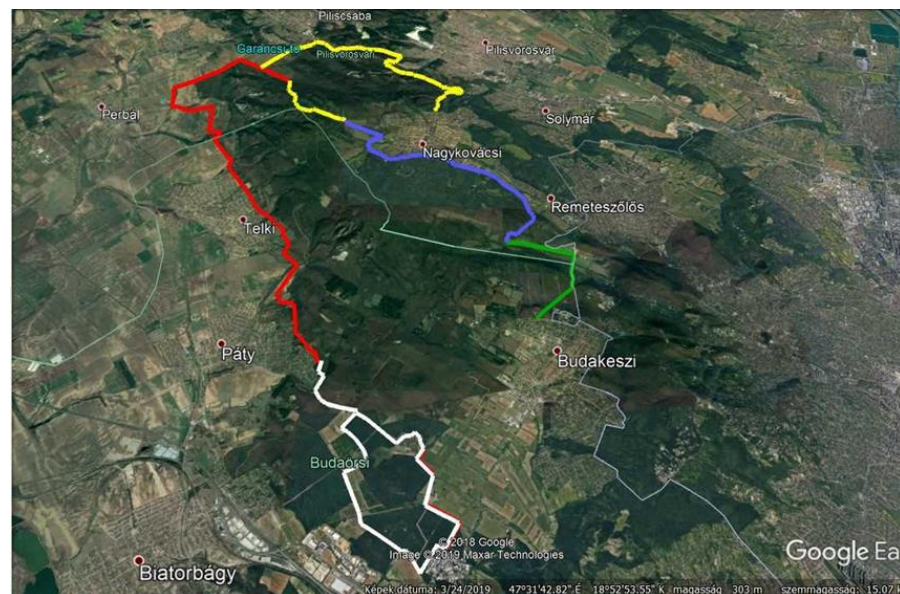 Piliscsaba
Garancsi-tó
Pilisvörösvári
Pilisvörösvár
Perbál
Solymár
Nagykovácsi
Remeteszőlős
Telki
Páty
Budakeszi
Budaörsi
© 2018 Google
Image © 2019 Maxar Technologies
Google Ea
Biatorbágy
Képek dátuma: 3/24/2019 47°31'42.82" É 18°52'53.55" K magasság 303 m szemmagasság: 15.07 k